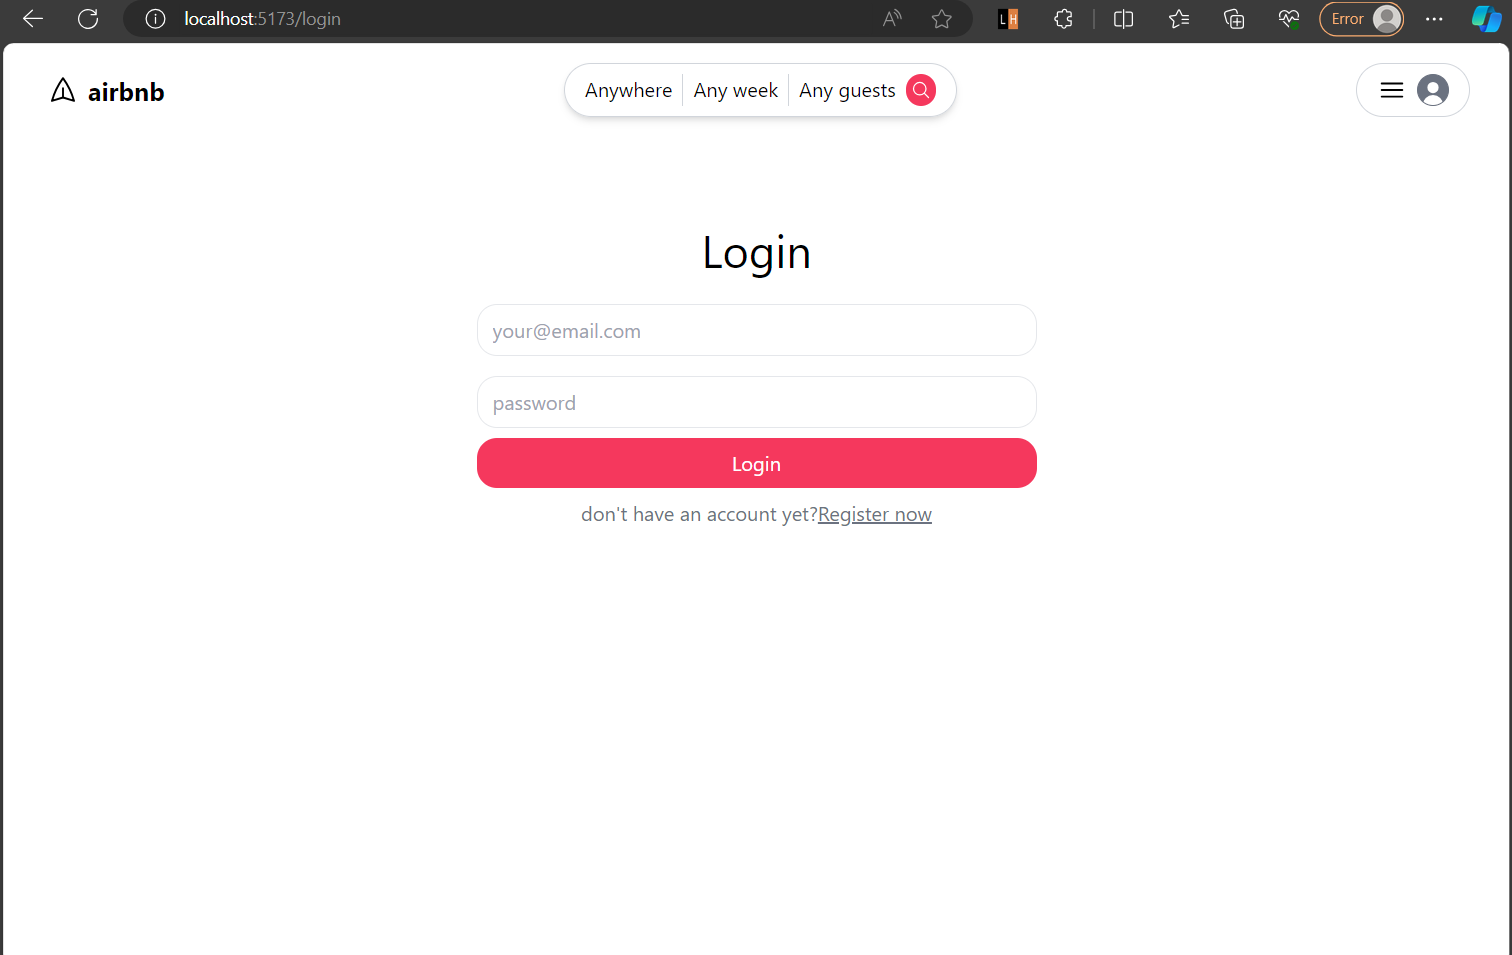 localhost:5173/login
A
L H
Error
airbnb
Anywhere Any week Any guests
Login
your@email.com
password
Login
don't have an account yet?Register now